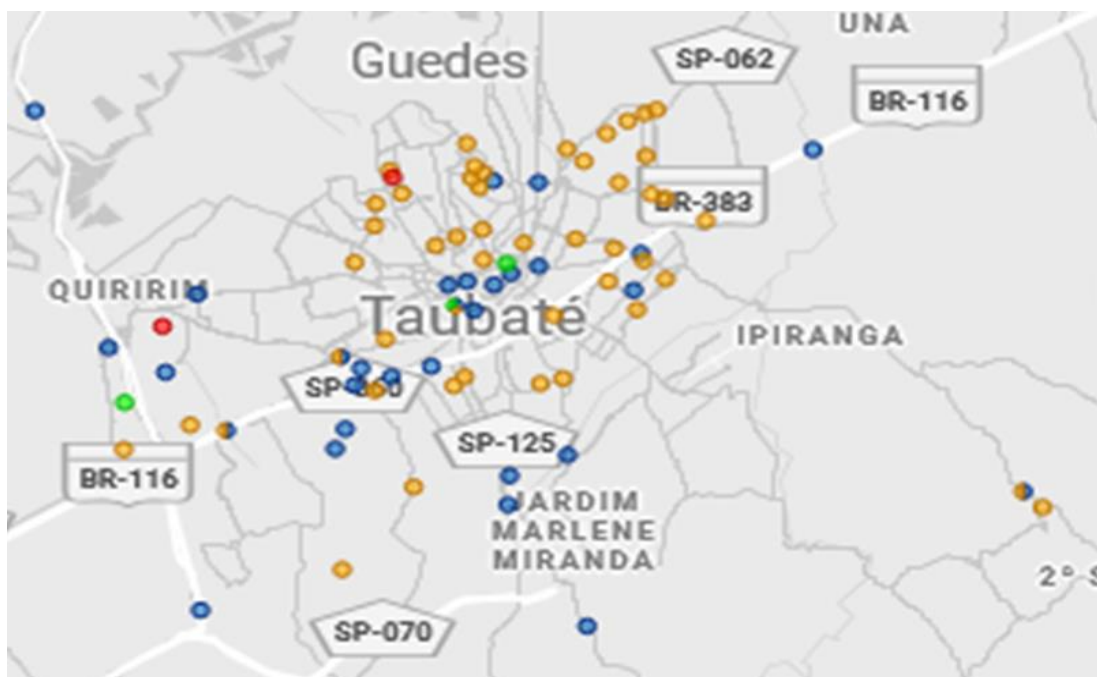 UNA
Guedes
SP-062
BR-116
BR-383
QUIRIRIM
Taubaté
IPIRANGA
SP-125
BR-116
JARDIM
MARLENE
MIRANDA
2º S
SP-070